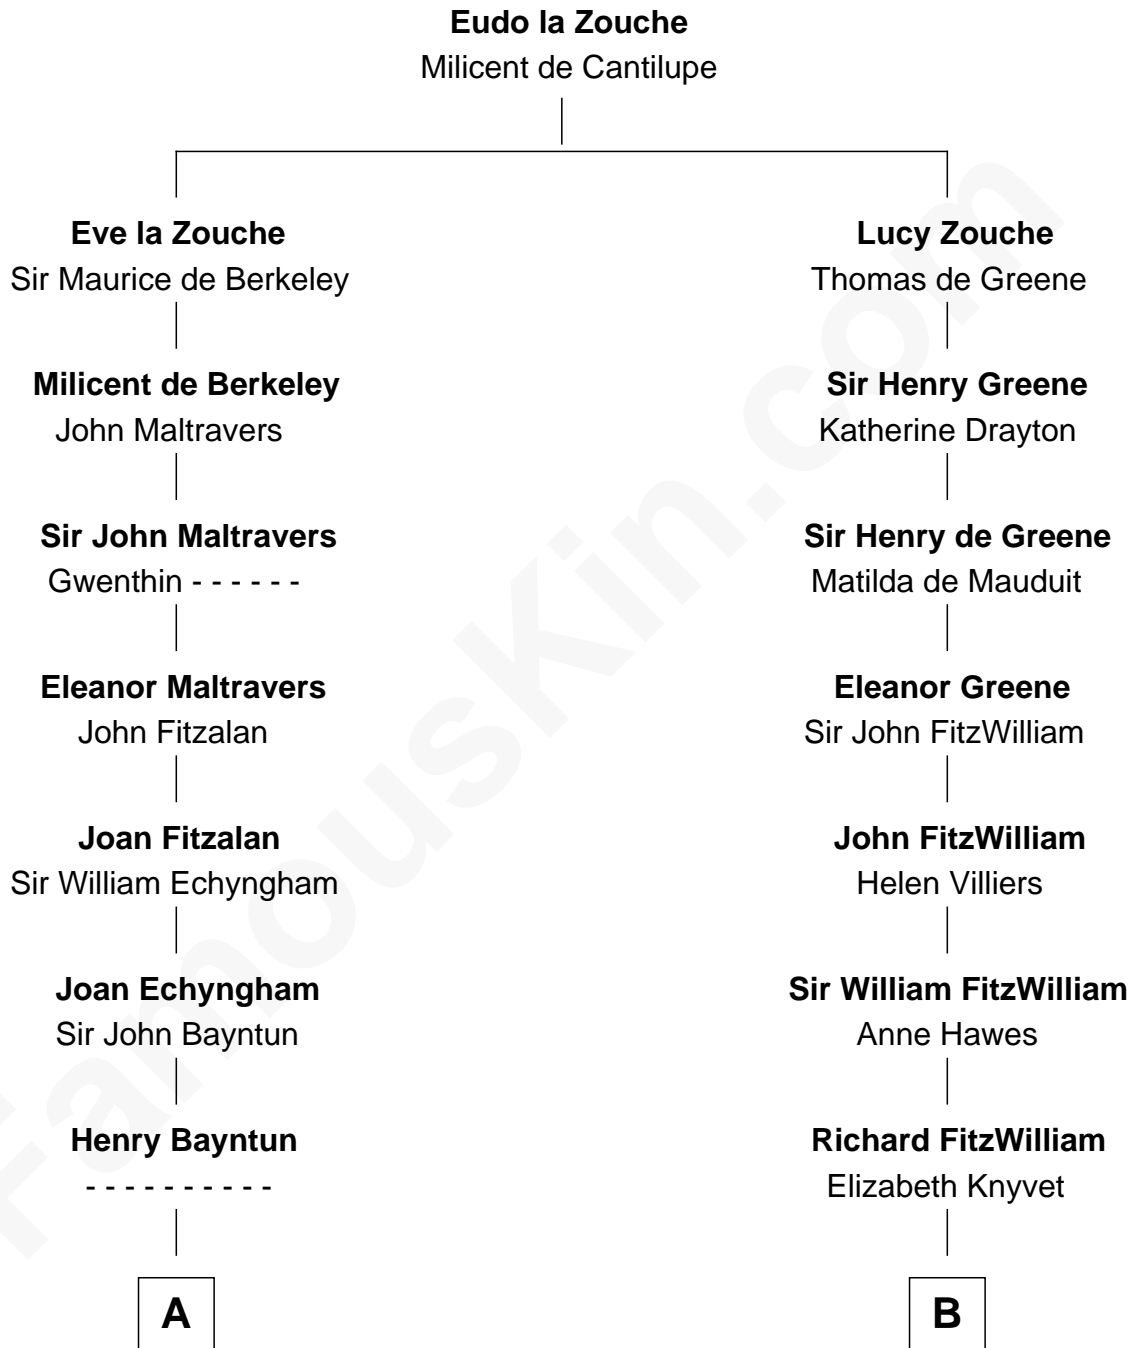 Eudo la Zouche
Milicent de Cantilupe
Eve la Zouche
Sir Maurice de Berkeley
Lucy Zouche
Thomas de Greene
Milicent de Berkeley
John Maltravers
Sir Henry Greene
Katherine Drayton
Sir John Maltravers
Gwenthin - - - - - -
Sir Henry de Greene
Matilda de Mauduit
Eleanor Maltravers
John Fitzalan
Eleanor Greene
Sir John FitzWilliam
Joan Fitzalan
Sir William Echyngham
John FitzWilliam
Helen Villiers
Joan Echyngham
Sir John Bayntun
Sir William FitzWilliam
Anne Hawes
Henry Bayntun
- - - - - - - - - -
Richard FitzWilliam
Elizabeth Knyvet
A
B
FamousKin.com